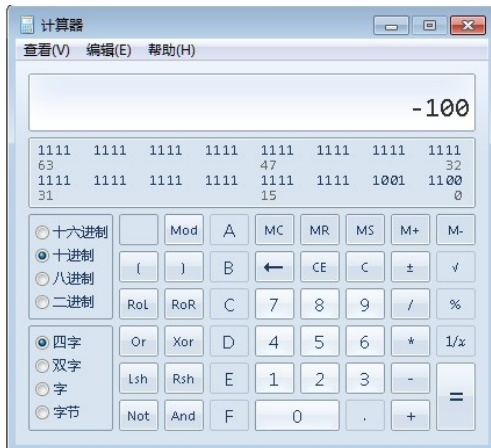 计算器
查看(V) 编辑(E) 帮助(H)
-100
1111 1111 1111 1111 1111 1111 1111 1111
63 47 32
1111 1111 1111 1111 1111 1111 1001 1100
31 15 0
十六进制 Mod A MC MR MS M+ M-
十进制
( ) B ← CE C ± √
八进制
二进制 RoL RoR C 7 8 9 / %
四字 Or Xor D 4 5 6 * 1/x
双字
Lsh Rsh E 1 2 3 - =
字
字节 Not And F 0 . +